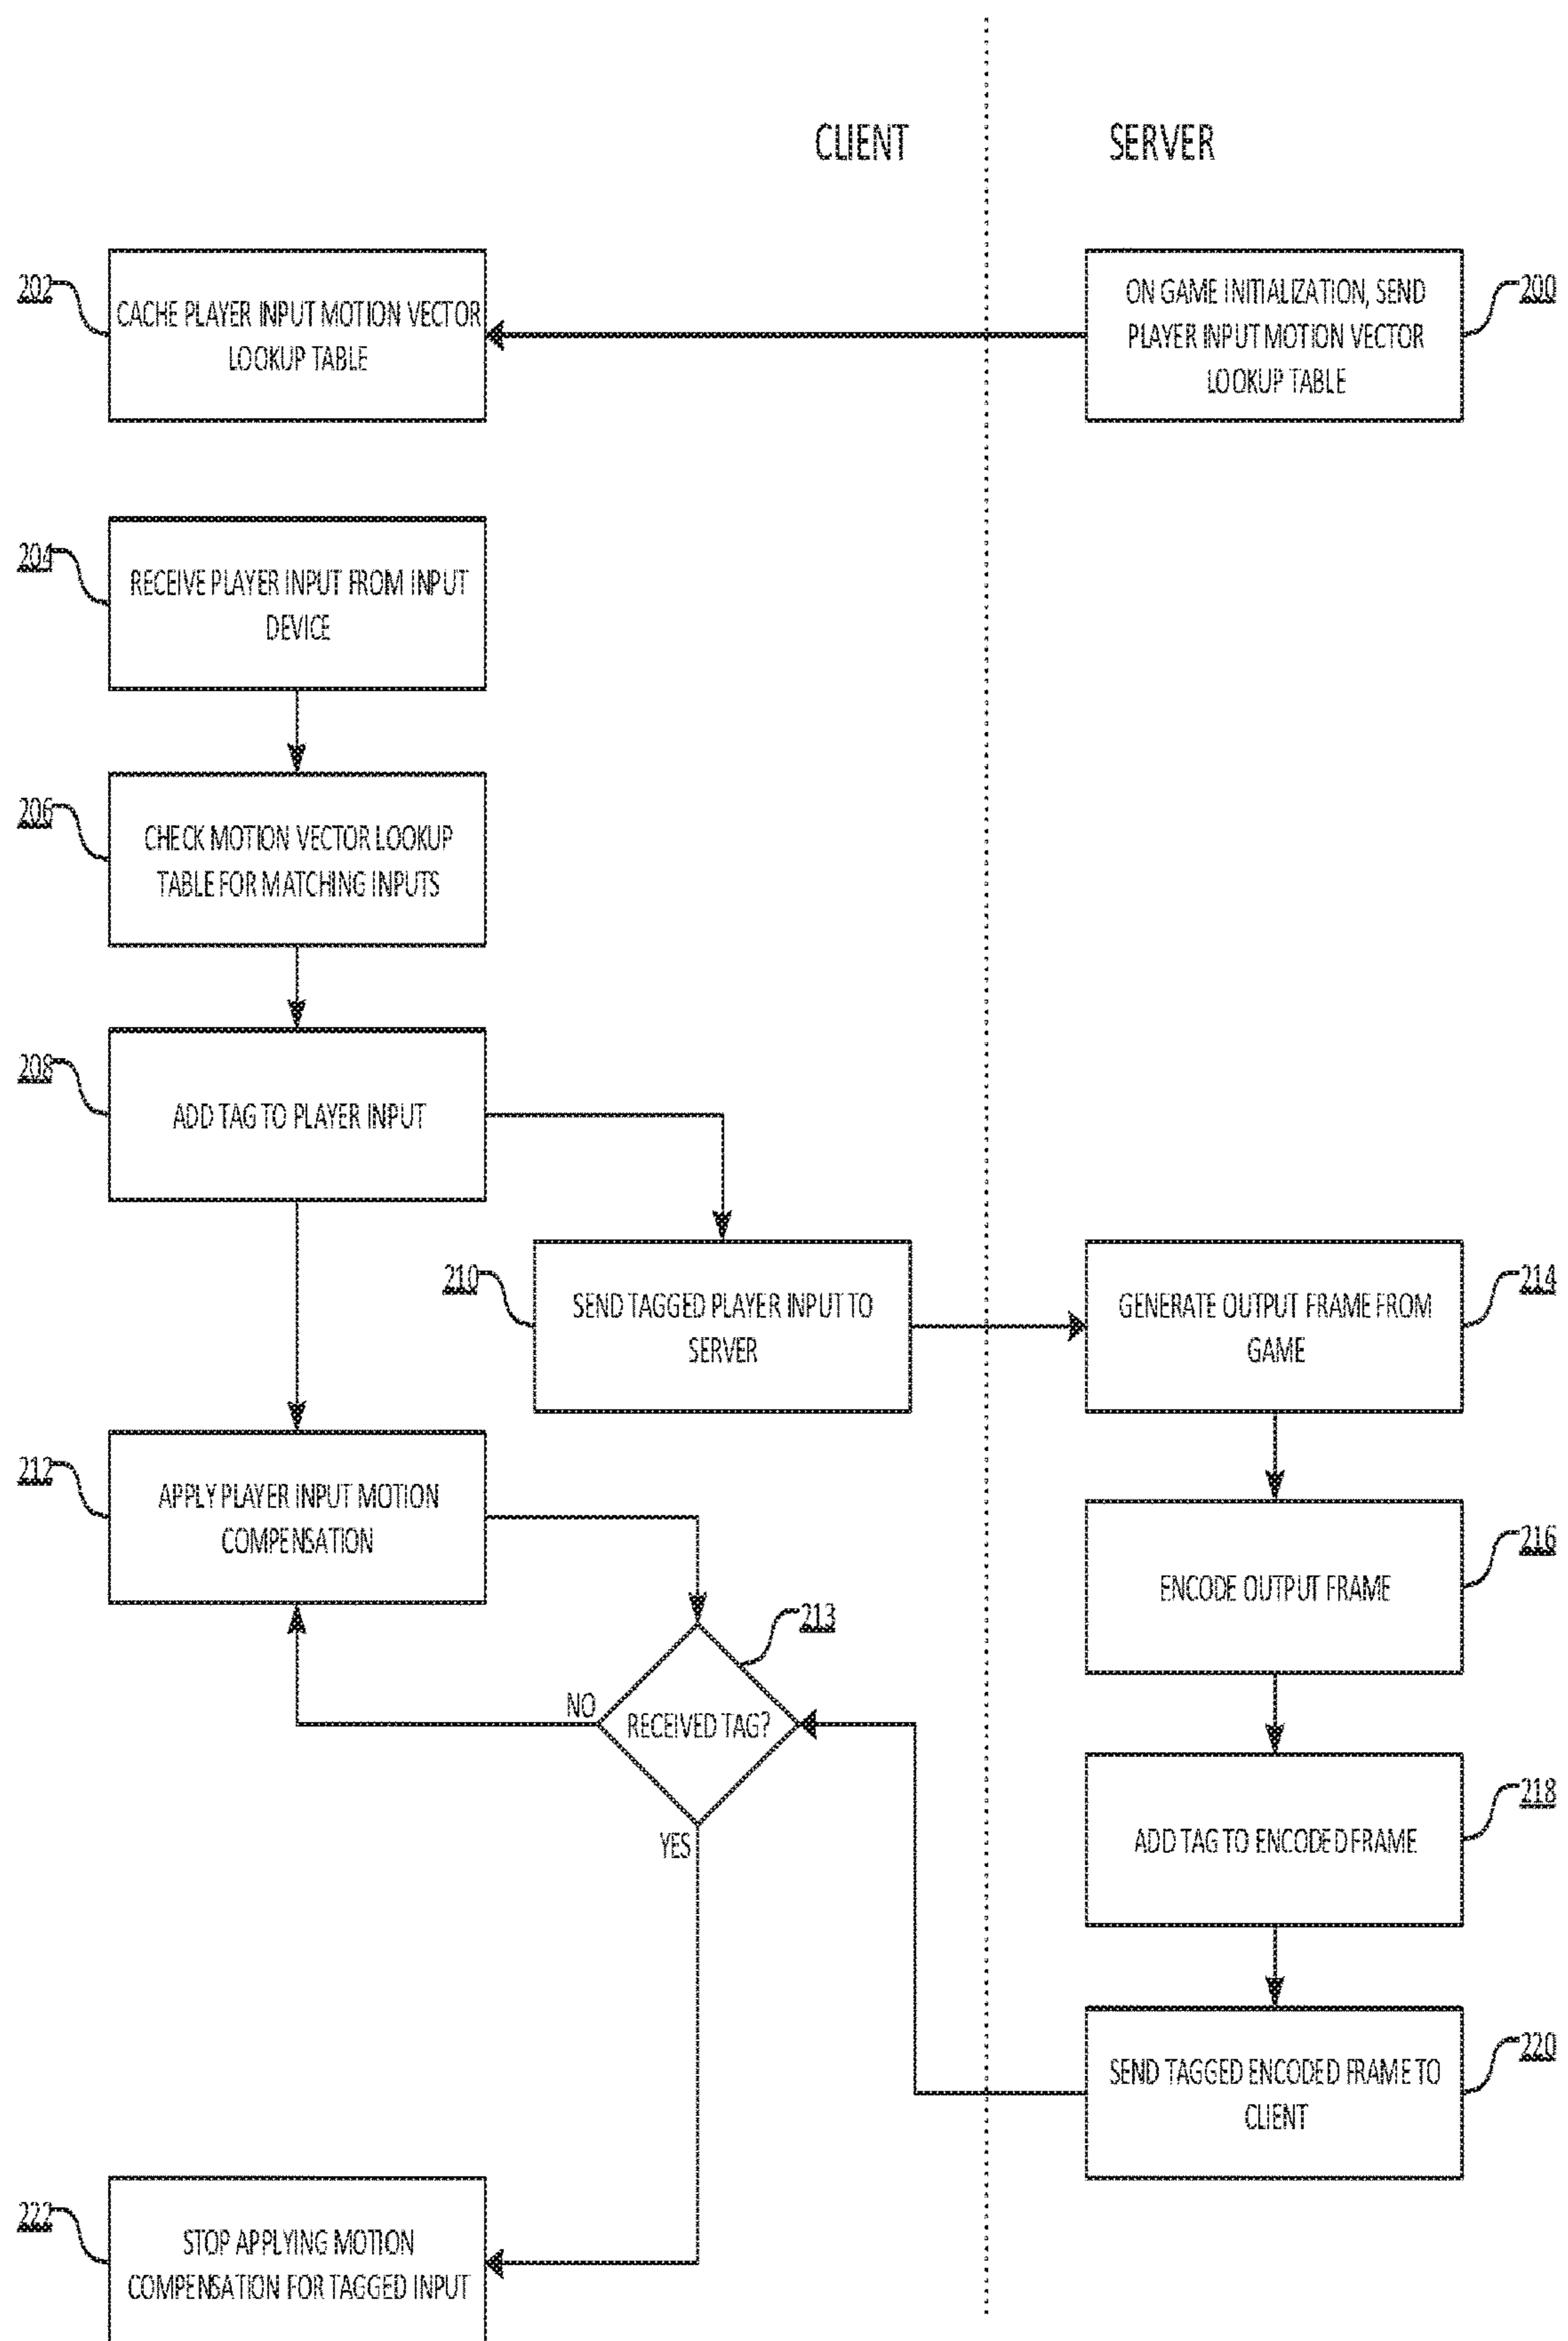 CLIENT
SERVER
202
CACHE PLAYER INPUT MOTION VECTOR
LOOKUP TABLE
ON GAME INITIALIZATION, SEND
PLAYER INPUT MOTION VECTOR
LOOKUP TABLE
200
204
RECEIVE PLAYER INPUT FROM INPUT
DEVICE
206
CHECK MOTION VECTOR LOOKUP
TABLE FOR MATCHING INPUTS
208
ADD TAG TO PLAYER INPUT
210
SEND TAGGED PLAYER INPUT TO
SERVER
GENERATE OUTPUT FRAME FROM
GAME
214
212
APPLY PLAYER INPUT MOTION
COMPENSATION
ENCODE OUTPUT FRAME
216
213
NO
RECEIVED TAG?
YES
ADD TAG TO ENCODED FRAME
218
SEND TAGGED ENCODED FRAME TO
CLIENT
220
222
STOP APPLYING MOTION
COMPENSATION FOR TAGGED INPUT